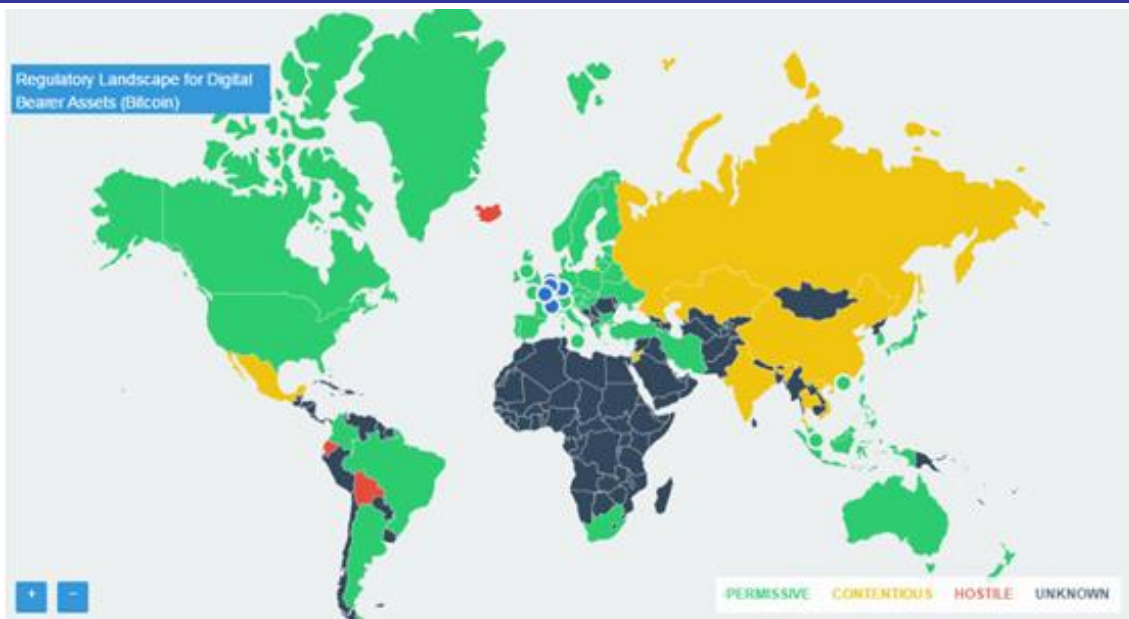 Regulatory Landscape for Digital
Bearer Assets (Bitcoin)
+ −
PERMISSIVE CONTENTIOUS HOSTILE UNKNOWN